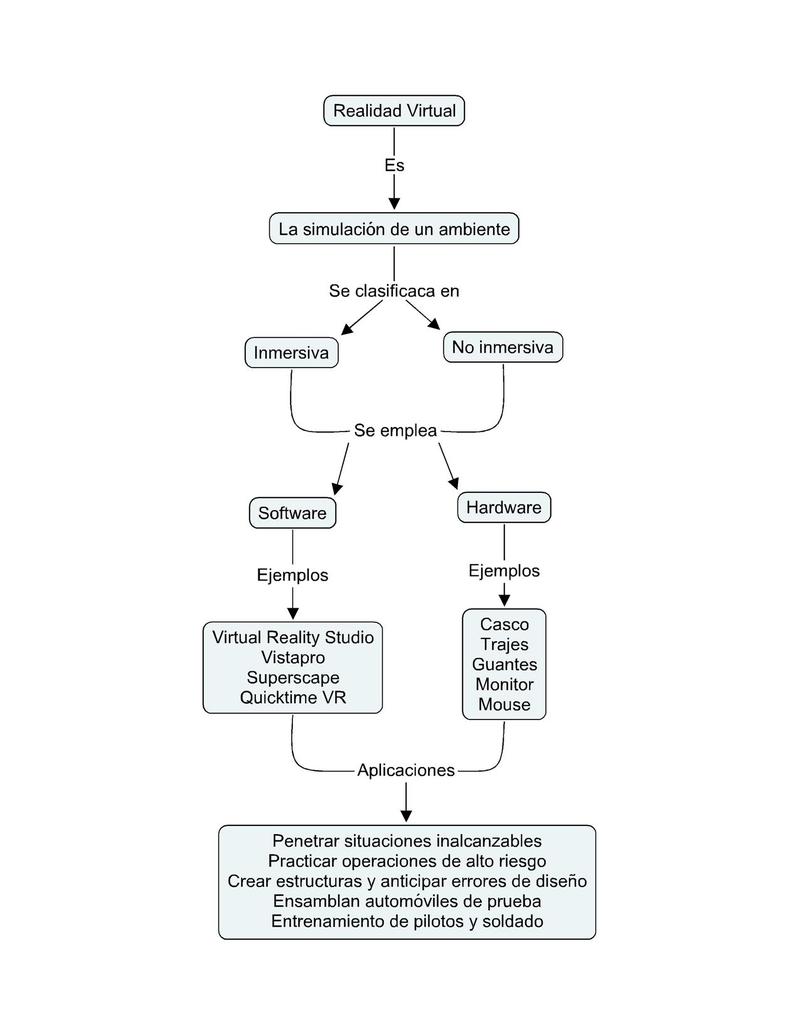 Realidad Virtual
Es
La simulación de un ambiente
Se clasificaca en
Inmersiva
No inmersiva
Se emplea
Software
Hardware
Ejemplos
Ejemplos
Virtual Reality Studio
Vistapro
Superscape
Quicktime VR
Casco
Trajes
Guantes
Monitor
Mouse
Aplicaciones
Penetrar situaciones inalcanzables
Practicar operaciones de alto riesgo
Crear estructuras y anticipar errores de diseño
Ensamblan automóviles de prueba
Entrenamiento de pilotos y soldado